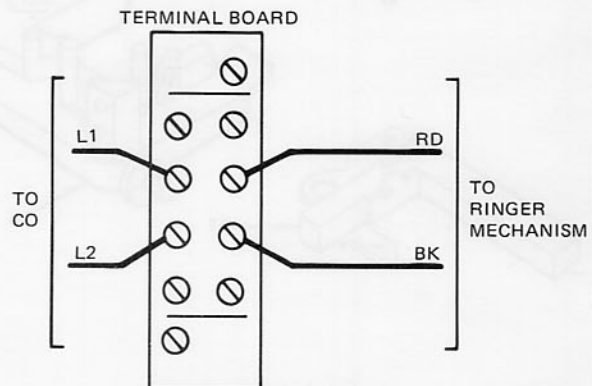 TERMINAL BOARD
L1
RD
TO
CO
TO
RINGER
MECHANISM
L2
BK